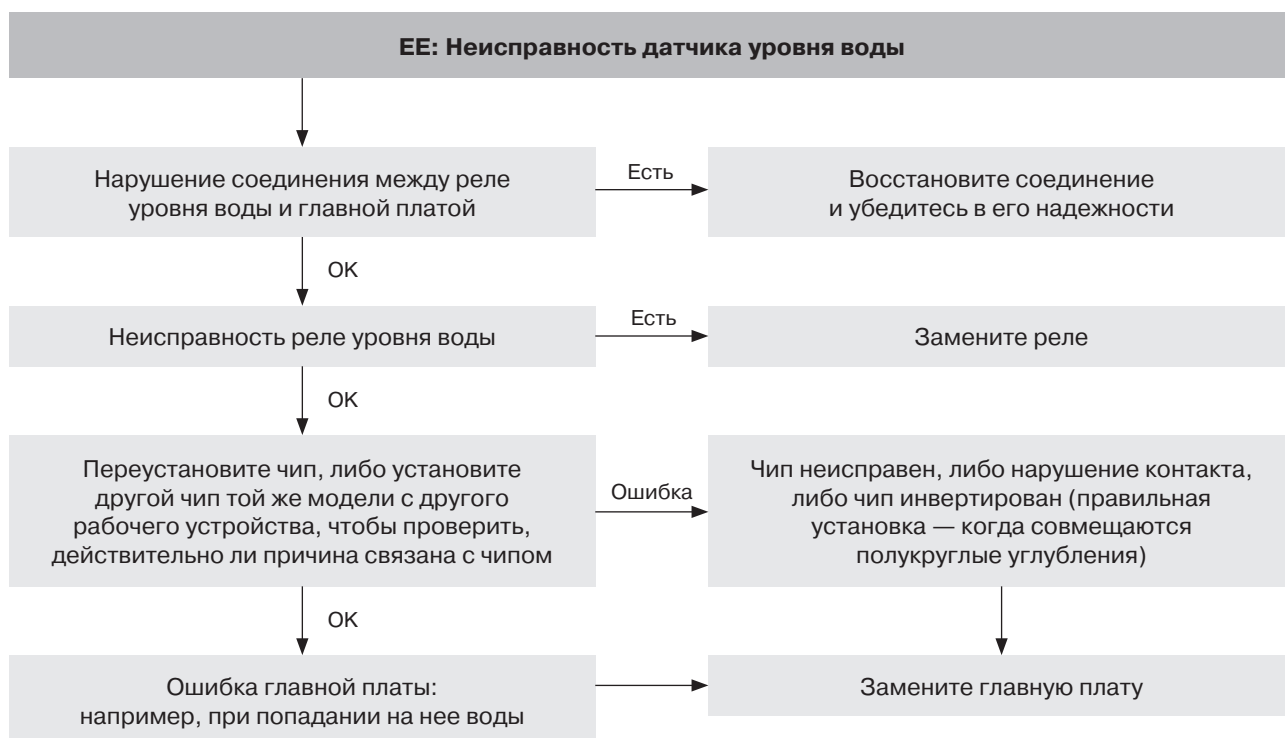 EE: Неисправность датчика уровня воды
Нарушение соединения между реле
уровня воды и главной платой
Есть
Восстановите соединение
и убедитесь в его надежности
OK
Неисправность реле уровня воды
Есть
Замените реле
OK
Переустановите чип, либо установите
другой чип той же модели с другого
рабочего устройства, чтобы проверить,
действительно ли причина связана с чипом
Ошибка
Чип неисправен, либо нарушение контакта,
либо чип инвертирован (правильная
установка — когда совмещаются
полукруглые углубления)
OK
Ошибка главной платы:
например, при попадании на нее воды
Замените главную плату